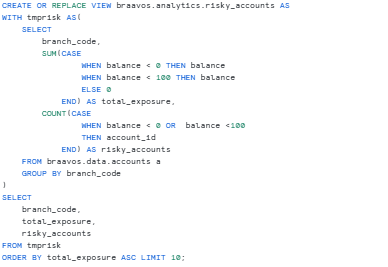 CREATE OR REPLACE VIEW braavos.analytics.risky_accounts AS
WITH tmprisk AS(
SELECT
branch_code,
SUM(CASE
WHEN balance < 0 THEN balance
WHEN balance < 100 THEN balance
ELSE 0
END) AS total_exposure,
COUNT(CASE
WHEN balance < 0 OR  balance <100
THEN account_id
END) AS risky_accounts
FROM braavos.data.accounts a
GROUP BY branch_code
)
SELECT
branch_code,
total_exposure,
risky_accounts
FROM tmprisk
ORDER BY total_exposure ASC LIMIT 10;